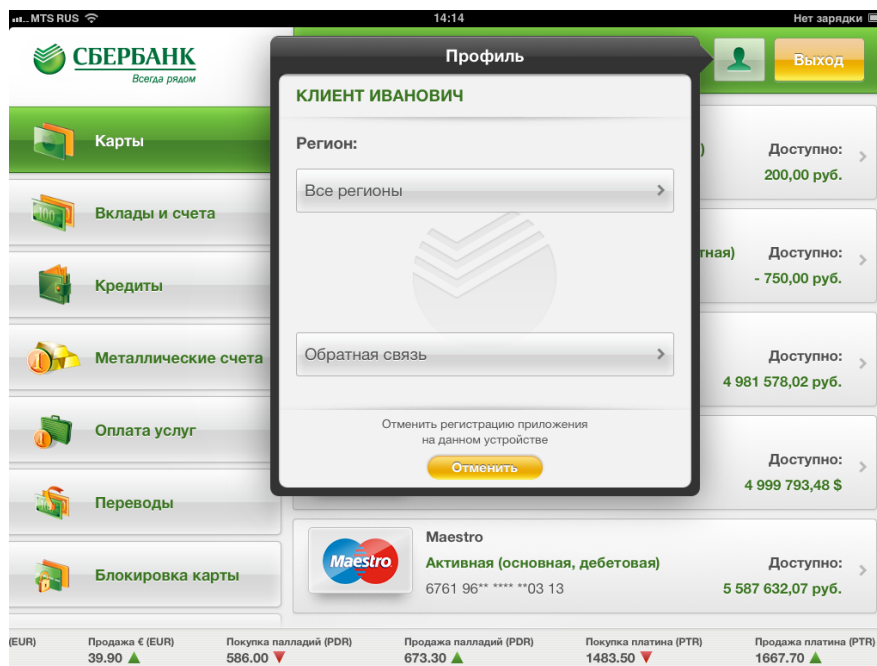 MTS RUS
14:14
Нет зарядки
СБЕРБАНК
Всегда рядом
Профиль
Выход
КЛИЕНТ ИВАНОВИЧ
Регион:
Все регионы
Обратная связь
Отменить регистрацию приложения
на данном устройстве
Отменить
Карты
Вклады и счета
100
Кредиты
Металлические счета
Оплата услуг
Переводы
Блокировка карты
)
Доступно:
200,00 руб.
тная)
Доступно:
- 750,00 руб.
Доступно:
4 981 578,02 руб.
Доступно:
4 999 793,48 $
Maestro
Maestro
Активная (основная, дебетовая)
6761 96** **** **03 13
Доступно:
5 587 632,07 руб.
(EUR)
Продажа € (EUR)
39.90
Покупка палладий (PDR)
586.00
Продажа палладий (PDR)
673.30
Покупка платина (PTR)
1483.50
Продажа платина (PTR)
1667.70